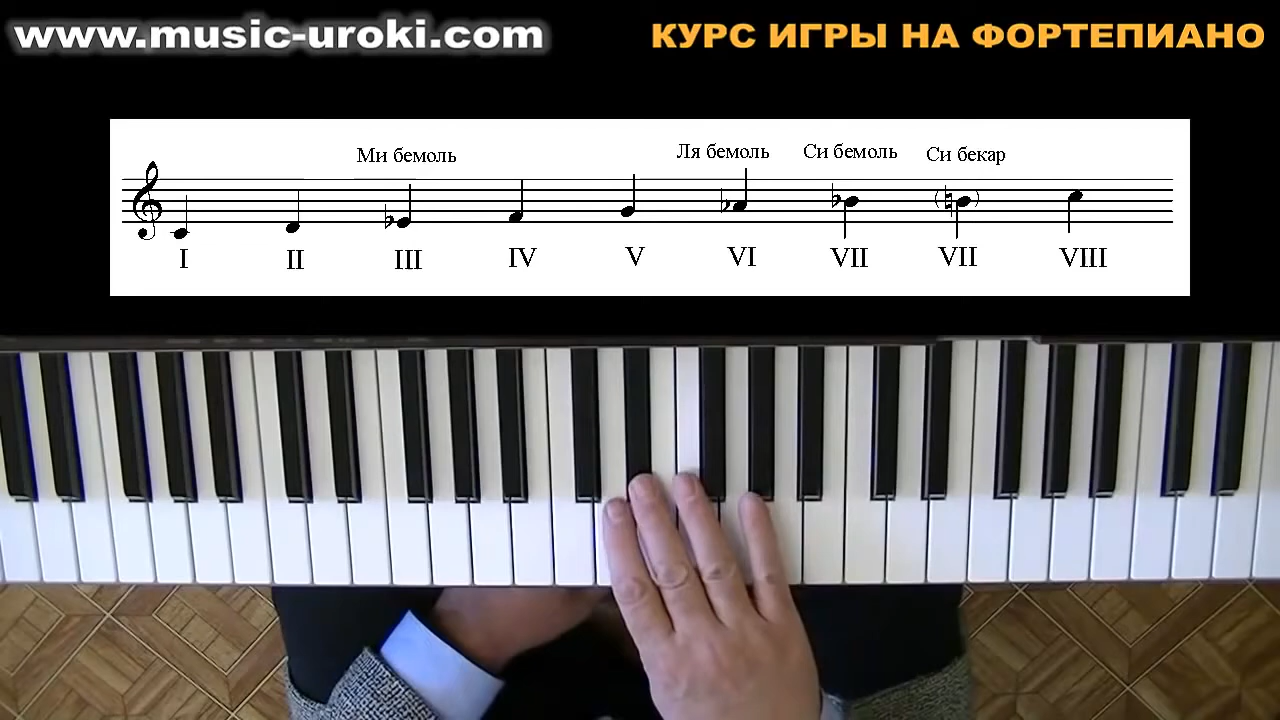 www.music-uroki.com
КУРС ИГРЫ НА ФОРТЕПИАНО
Ми бемоль Ля бемоль Си бемоль Си бекар
I II III IV V VI VII VII VIII